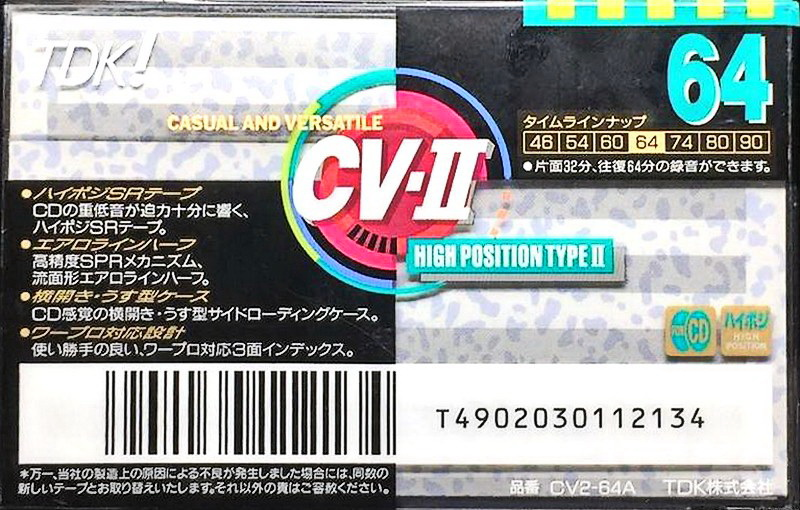 TDK!
64
CASUAL AND VERSATILE
タイムラインナップ
46 54 60 64 74 80 90
●片面32分、往復64分の録音ができます。
CV-II
HIGH POSITION TYPE II
●ハイポジSRテープ
CDの重低音が迫力十分に響く、
ハイポジSRテープ。
●エアロラインハーフ
高精度SPRメカニズム、
流面形エアロラインハーフ。
●横開き・うす型ケース
CD感覚の横開き・うす型サイドローディングケース。
●ワープロ対応設計
使い勝手の良い、ワープロ対応3面インデックス。
FOR CD
ハイポジ
HIGH
POSITION
T4902030112134
*万一、当社の製造上の原因による不良が発生しました場合には、同数の
新しいテープとお取り替えいたします。それ以外の責はご容赦ください。
品番 CV2-64A TDK株式会社